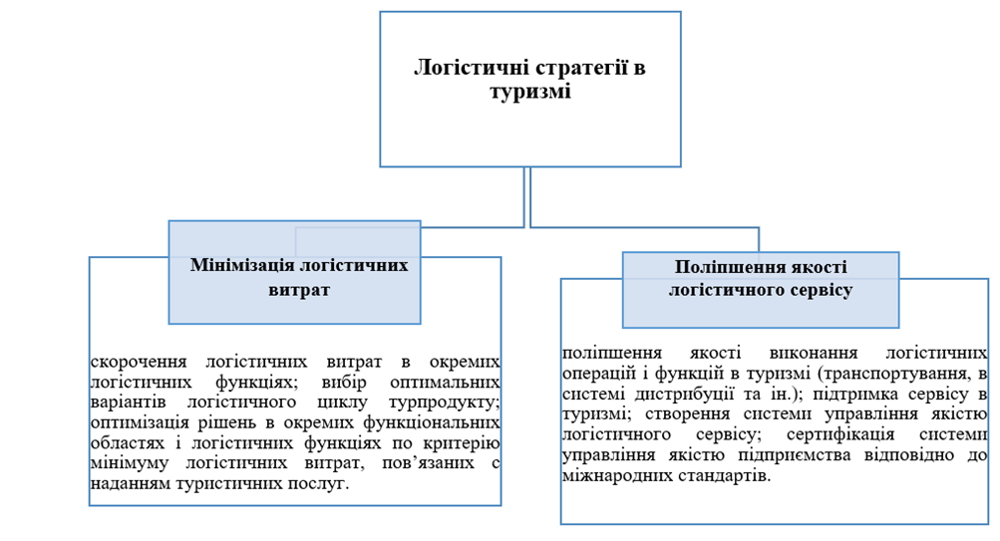 Логістичні стратегії в
туризмі
Мінімізація логістичних
витрат
скорочення логістичних витрат в окремих
логістичних функціях; вибір оптимальних
варіантів логістичного циклу турпродукту;
оптимізація рішень в окремих функціональних
областях і логістичних функціях по критерію
мінімуму логістичних витрат, пов’язаних с
наданням туристичних послуг.
Поліпшення якості
логістичного сервісу
поліпшення якості виконання логістичних
операцій і функцій в туризмі (транспортування, в
системі дистрибуції та ін.); підтримка сервісу в
туризмі; створення системи управління якістю
логістичного сервісу; сертифікація системи
управління якістю підприємства відповідно до
міжнародних стандартів.